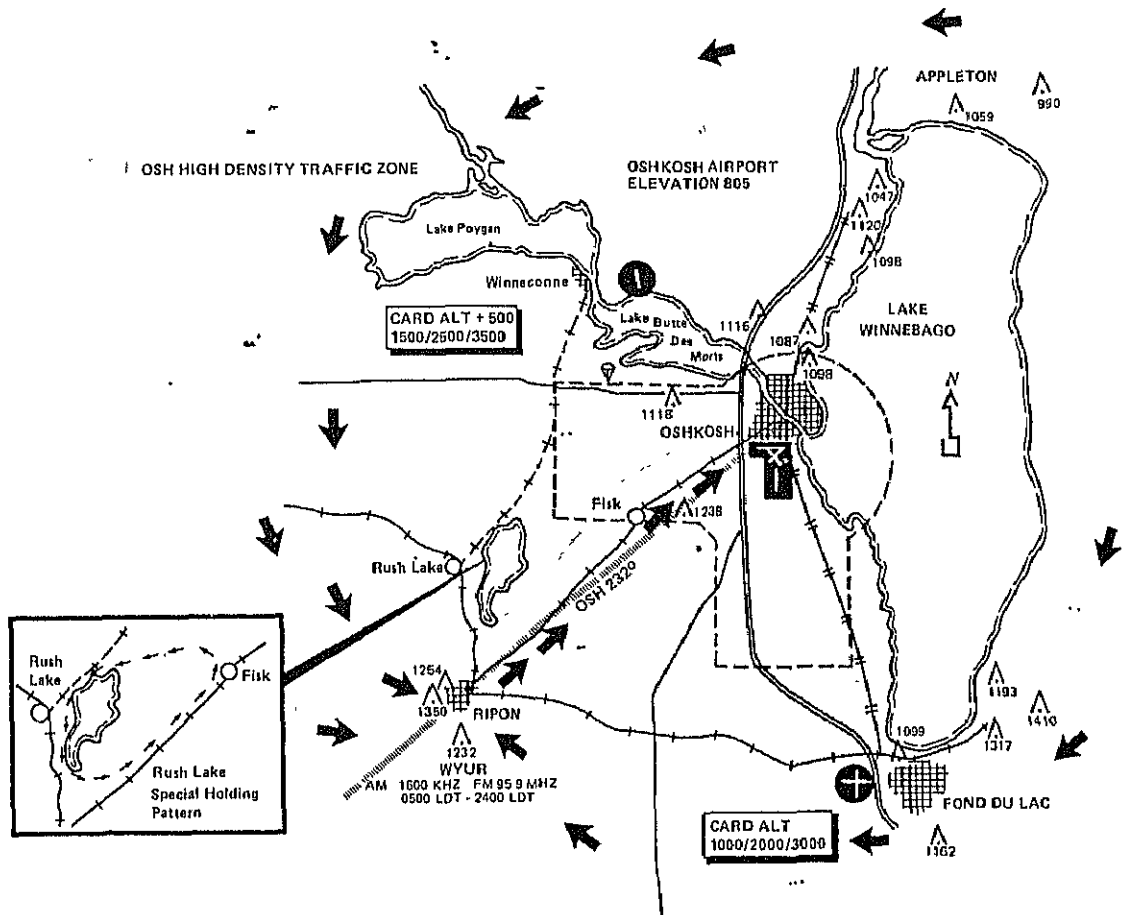 APPLETON
990
1059
OSH HIGH DENSITY TRAFFIC ZONE
OSHKOSH AIRPORT
ELEVATION 805
1047
1120
1098
Lake Poygan
Winneconne
CARD ALT + 500
1500/2500/3500
Lake Butte
Des
Morts
1116
LAKE
WINNEBAGO
1087
1098
N
1118
OSHKOSH
Fisk
1238
Rush Lake
OSH 232°
Rush
Lake
Fisk
Rush Lake
Special Holding
Pattern
1254
1350
RIPON
1232
WYUR
AM 1600 KHZ FM 95 9 MHZ
0500 LDT - 2400 LDT
1193
1410
1317
1099
FOND DU LAC
CARD ALT
1000/2000/3000
1162